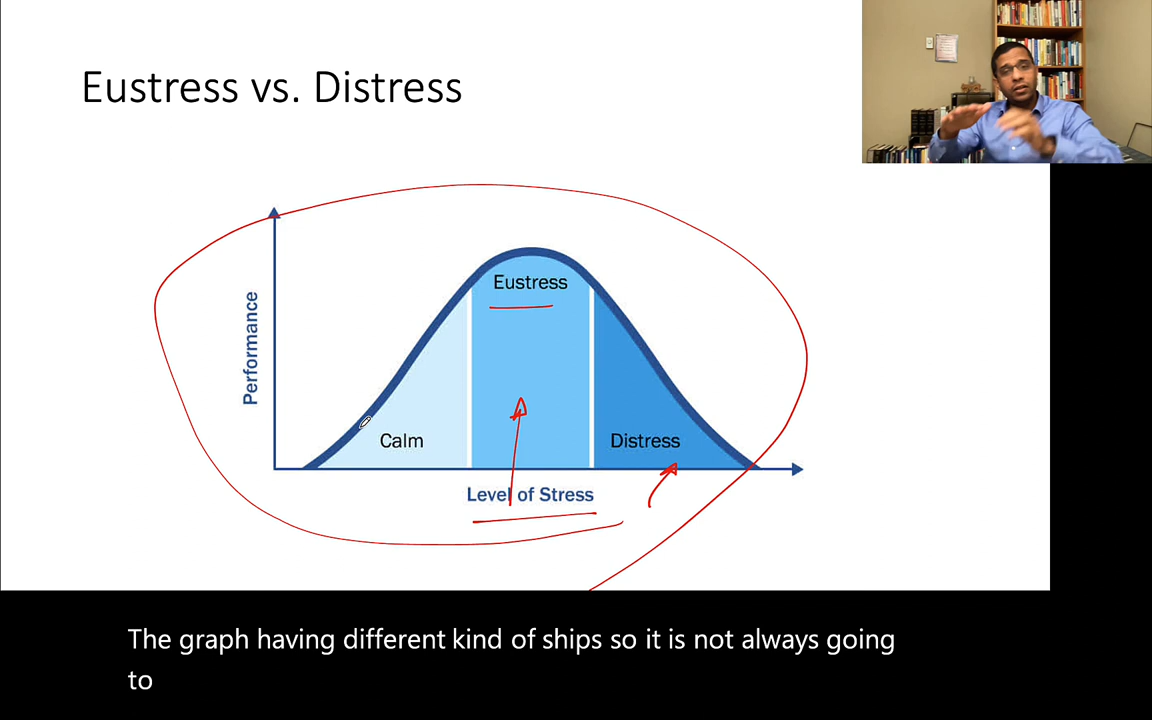 Eustress vs. Distress
Eustress
Performance
Calm
Distress
Level of Stress
The graph having different kind of ships so it is not always going
to